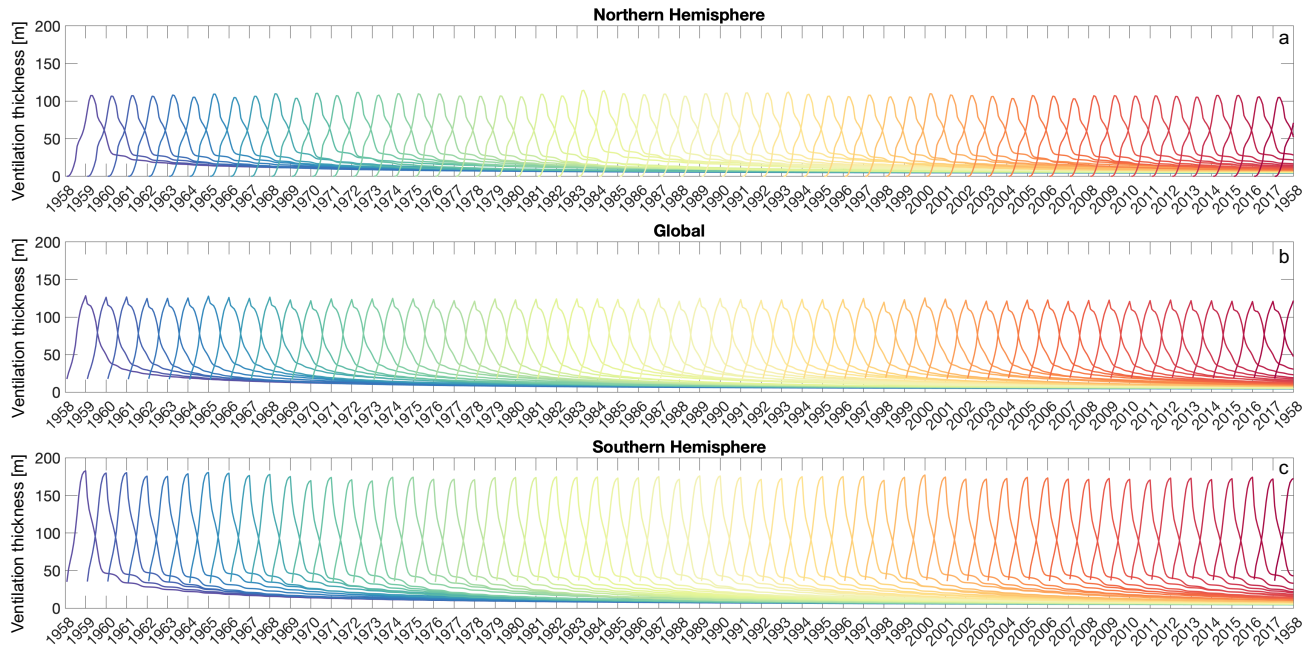 Northern Hemisphere
a
Ventilation thickness [m]
200
150
100
50
0
1958 1959 1960 1961 1962 1963 1964 1965 1966 1967 1968 1969 1970 1971 1972 1973 1974 1975 1976 1977 1978 1979 1980 1981 1982 1983 1984 1985 1986 1987 1988 1989 1990 1991 1992 1993 1994 1995 1996 1997 1998 1999 2000 2001 2002 2003 2004 2005 2006 2007 2008 2009 2010 2011 2012 2013 2014 2015 2016 2017 1958
Global
b
Ventilation thickness [m]
200
150
100
50
0
1958 1959 1960 1961 1962 1963 1964 1965 1966 1967 1968 1969 1970 1971 1972 1973 1974 1975 1976 1977 1978 1979 1980 1981 1982 1983 1984 1985 1986 1987 1988 1989 1990 1991 1992 1993 1994 1995 1996 1997 1998 1999 2000 2001 2002 2003 2004 2005 2006 2007 2008 2009 2010 2011 2012 2013 2014 2015 2016 2017 1958
Southern Hemisphere
c
Ventilation thickness [m]
200
150
100
50
0
1958 1959 1960 1961 1962 1963 1964 1965 1966 1967 1968 1969 1970 1971 1972 1973 1974 1975 1976 1977 1978 1979 1980 1981 1982 1983 1984 1985 1986 1987 1988 1989 1990 1991 1992 1993 1994 1995 1996 1997 1998 1999 2000 2001 2002 2003 2004 2005 2006 2007 2008 2009 2010 2011 2012 2013 2014 2015 2016 2017 1958